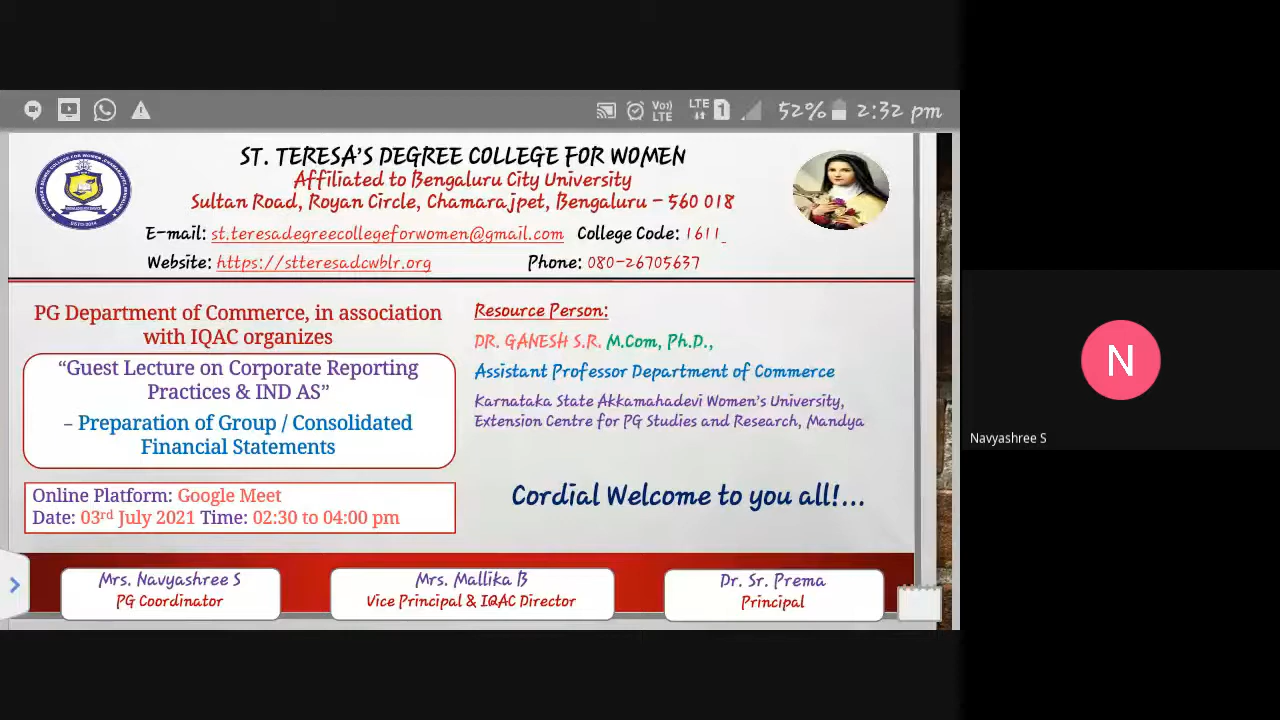 52% 2:32 pm
ST. TERESA'S DEGREE COLLEGE FOR WOMEN
Affiliated to Bengaluru City University
Sultan Road, Royan Circle, Chamarajpet, Bengaluru – 560 018
E-mail: st.teresadegreecollegeforwomen@gmail.com College Code: 1611
Website: https://stteresadcwblr.org Phone: 080-26705637
PG Department of Commerce, in association
with IQAC organizes
“Guest Lecture on Corporate Reporting
Practices & IND AS”
– Preparation of Group / Consolidated
Financial Statements
Online Platform: Google Meet
Date: 03rd July 2021 Time: 02:30 to 04:00 pm
Resource Person:
DR. GANESH S.R. M.Com, Ph.D.,
Assistant Professor Department of Commerce
Karnataka State Akkamahadevi Women's University,
Extension Centre for PG Studies and Research, Mandya
Cordial Welcome to you all!...
Mrs. Navyashree S
PG Coordinator
Mrs. Mallika B
Vice Principal & IQAC Director
Dr. Sr. Prema
Principal
N
Navyashree S